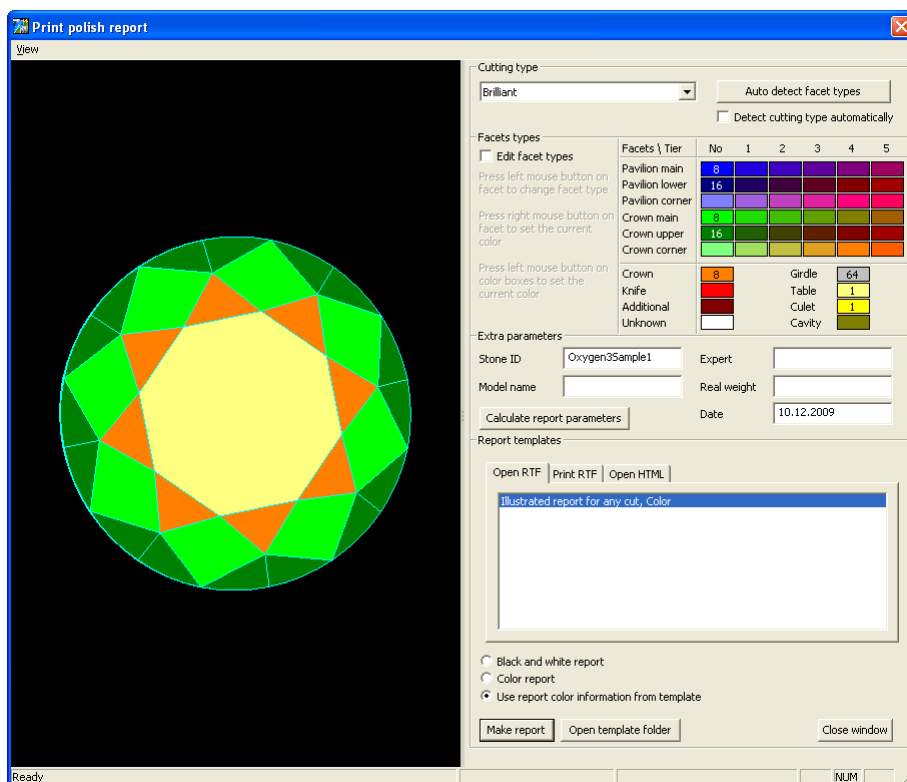 Print polish report
View
Cutting type
Brilliant
Auto detect facet types
Detect cutting type automatically
Facets types
Edit facet types
Press left mouse button on
facet to change facet type
Press right mouse button on
facet to set the current
color
Press left mouse button on
color boxes to set the
current color
Facets \ Tier No 1 2 3 4 5
Pavilion main 8
Pavilion lower 16
Pavilion corner
Crown main 8
Crown upper 16
Crown corner
Crown 8 Girdle 64
Knife Table 1
Additional Culet 1
Unknown Cavity
Extra parameters
Stone ID Oxygen3Sample1 Expert
Model name Real weight
Calculate report parameters Date 10.12.2009
Report templates
Open RTF Print RTF Open HTML
Illustrated report for any cut, Color
Black and white report
Color report
Use report color information from template
Make report Open template folder Close window
Ready NUM